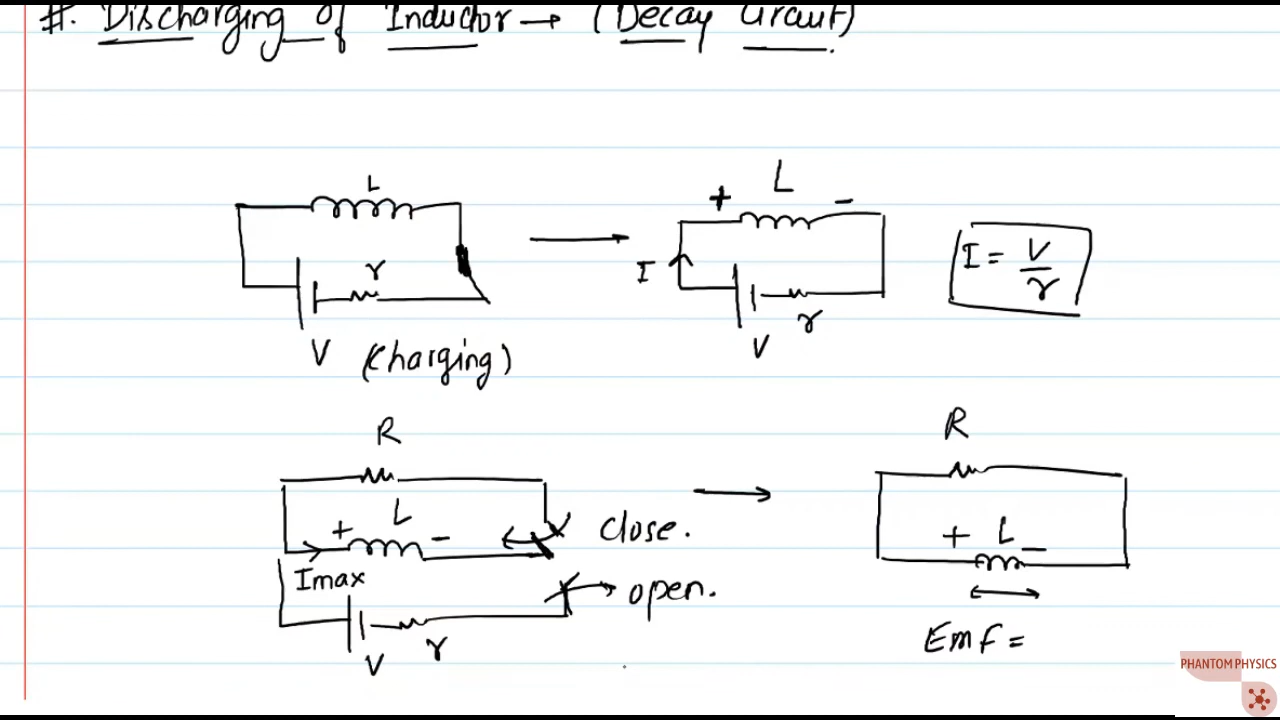 #. Discharging of Inductor → (Decay Circuit)
L
r
V
(Charging)
+ L -
I
r
V
I = V/r
R
+ L -
Imax
close.
open.
V
r
R
+ L -
Emf =
PHANTOM PHYSICS